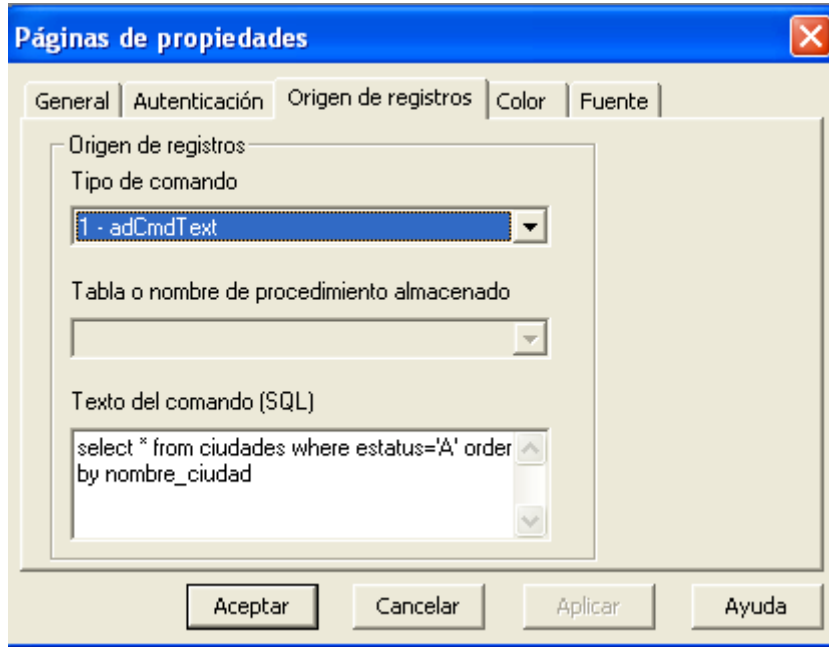 Páginas de propiedades
General Autenticación Origen de registros Color Fuente
Origen de registros
Tipo de comando
1 - adCmdText
Tabla o nombre de procedimiento almacenado
Texto del comando (SQL)
select * from ciudades where estatus='A' order
by nombre_ciudad
Aceptar Cancelar Aplicar Ayuda